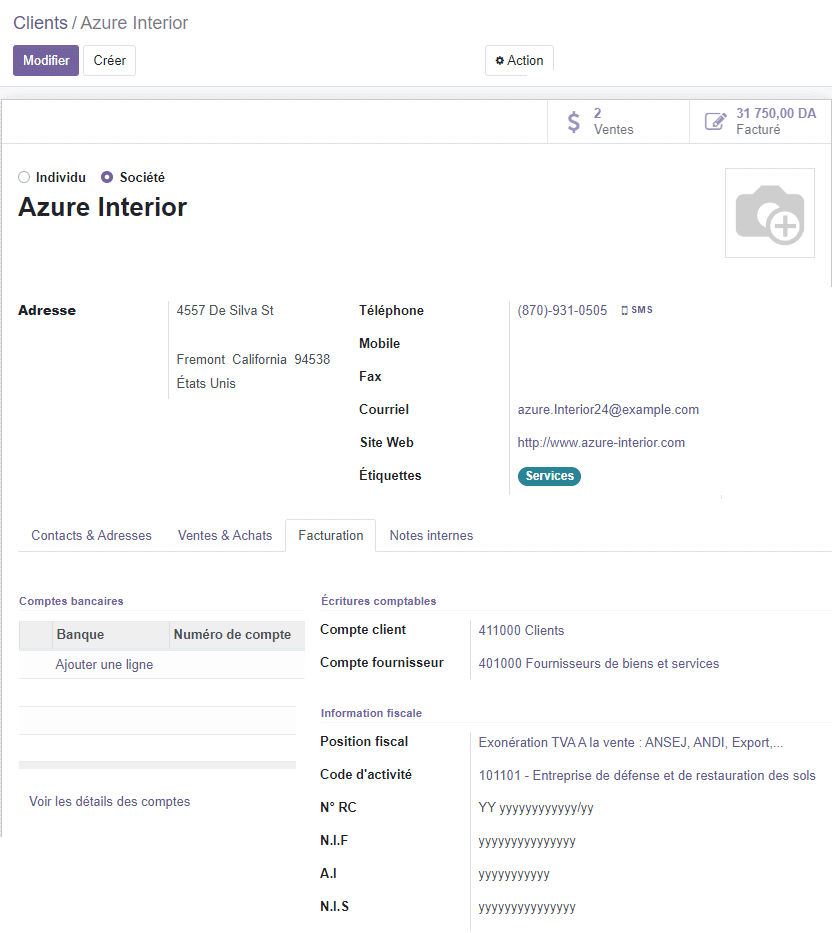 Clients / Azure Interior
Modifier Créer Action
2
Ventes
31 750,00 DA
Facturé
Individu Société
Azure Interior
Adresse
4557 De Silva St
Fremont California 94538
États Unis
Téléphone (870)-931-0505 SMS
Mobile
Fax
Courriel azure.Interior24@example.com
Site Web http://www.azure-interior.com
Étiquettes Services
Contacts & Adresses Ventes & Achats Facturation Notes internes
Comptes bancaires
Banque Numéro de compte
Ajouter une ligne
Voir les détails des comptes
Écritures comptables
Compte client 411000 Clients
Compte fournisseur 401000 Fournisseurs de biens et services
Information fiscale
Position fiscal Exonération TVA A la vente : ANSEJ, ANDI, Export,...
Code d'activité 101101 - Entreprise de défense et de restauration des sols
N° RC YY yyyyyyyyyyyy/yy
N.I.F yyyyyyyyyyyyyyy
A.I yyyyyyyyyyy
N.I.S yyyyyyyyyyyyyyy